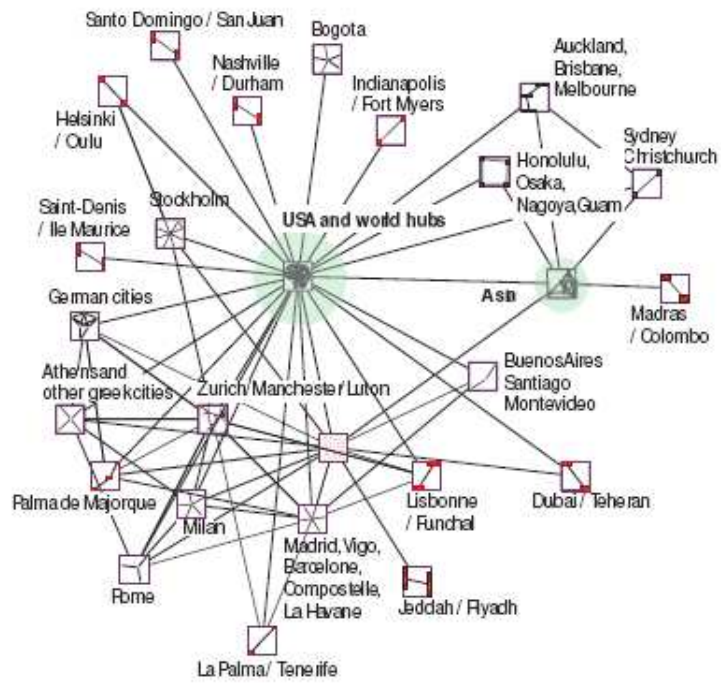 Santo Domingo / San Juan
Bogota
Nashville
/ Durham
Indianapolis
/ Fort Myers
Auckland,
Brisbane,
Melbourne
Helsinki
/ Oulu
Sydney
Christchurch
Honolulu,
Osaka,
Nagoya,Guam
Stockholm
USA and world hubs
Saint-Denis
/ Ile Maurice
Asia
Madras
/ Colombo
German cities
Athens and
other greek cities
Zurich/Manchester/Luton
Buenos Aires
Santiago
Montevideo
Palma de Majorque
Milan
Lisbonne
/ Funchal
Dubai / Teheran
Madrid, Vigo,
Barcelone,
Compostelle,
La Havane
Jeddah / Riyadh
Rome
La Palma / Tenerife